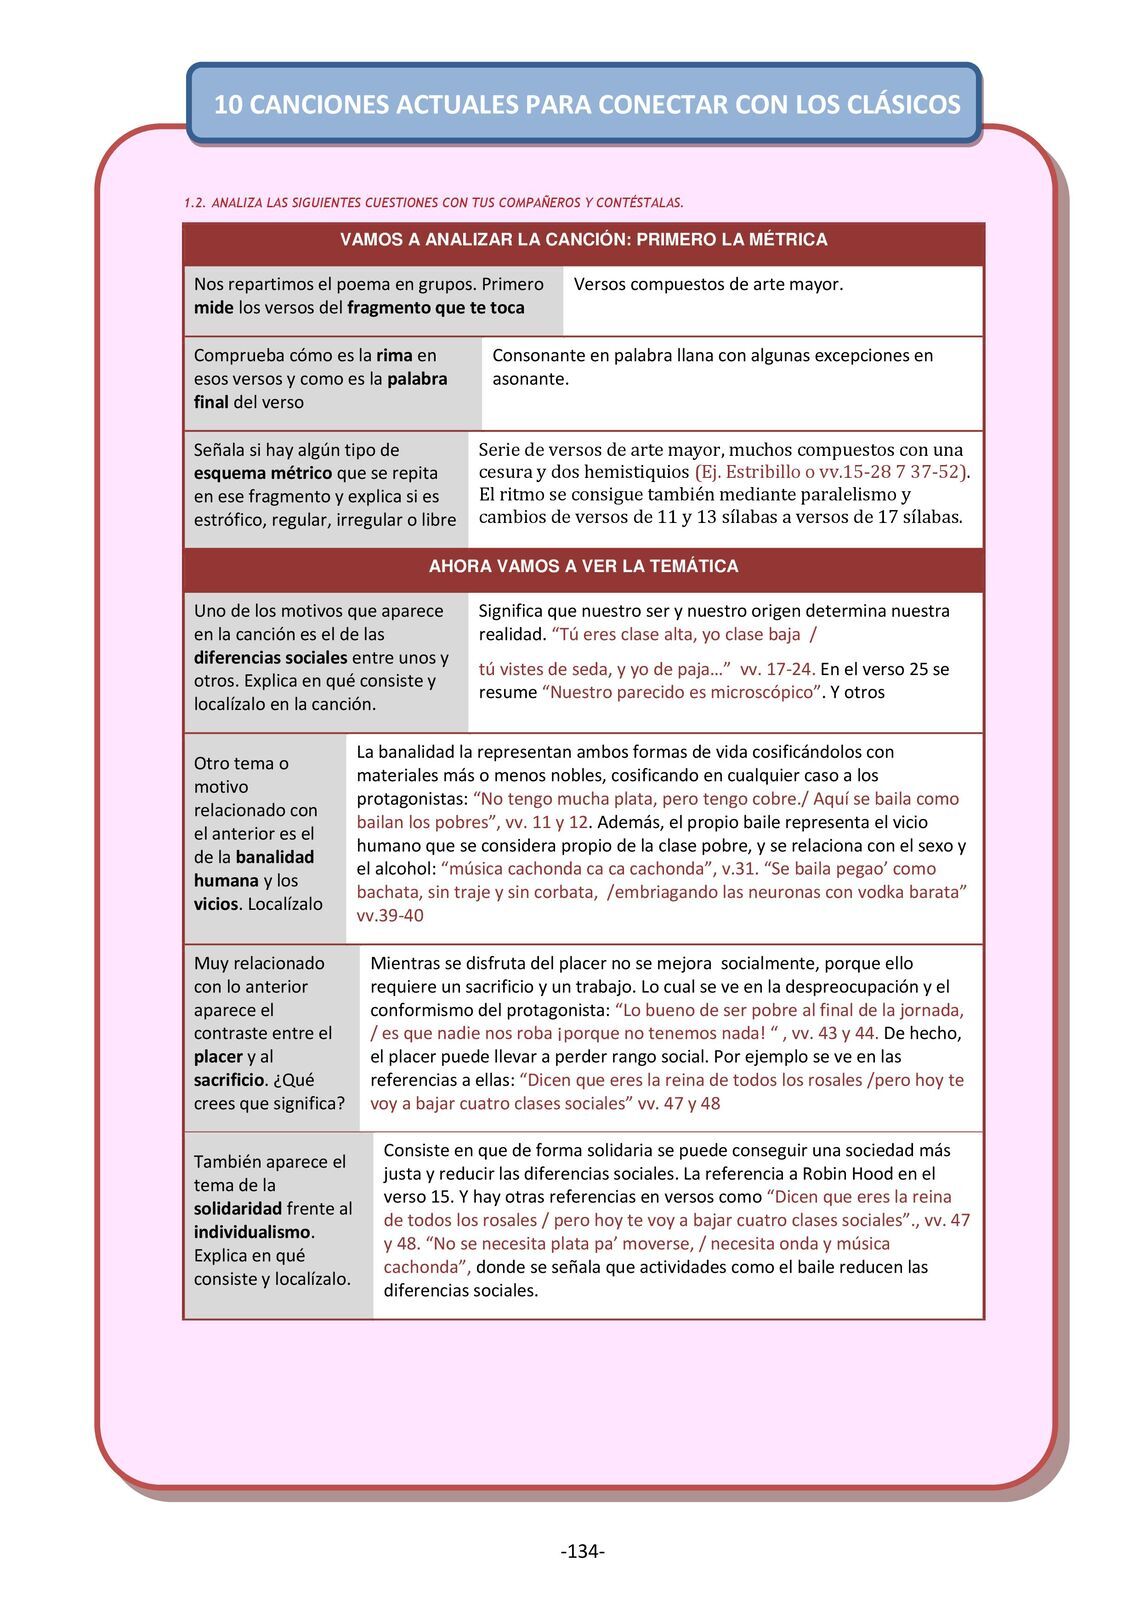 10 CANCIONES ACTUALES PARA CONECTAR CON LOS CLÁSICOS
1.2. ANALIZA LAS SIGUIENTES CUESTIONES CON TUS COMPAÑEROS Y CONTÉSTALAS.
VAMOS A ANALIZAR LA CANCIÓN: PRIMERO LA MÉTRICA
Nos repartimos el poema en grupos. Primero
mide los versos del fragmento que te toca
Versos compuestos de arte mayor.
Comprueba cómo es la rima en
esos versos y como es la palabra
final del verso
Consonante en palabra llana con algunas excepciones en
asonante.
Señala si hay algún tipo de
esquema métrico que se repita
en ese fragmento y explica si es
estrófico, regular, irregular o libre
Serie de versos de arte mayor, muchos compuestos con una
cesura y dos hemistiquios (Ej. Estribillo o vv.15-28 7 37-52).
El ritmo se consigue también mediante paralelismo y
cambios de versos de 11 y 13 sílabas a versos de 17 sílabas.
AHORA VAMOS A VER LA TEMÁTICA
Uno de los motivos que aparece
en la canción es el de las
diferencias sociales entre unos y
otros. Explica en qué consiste y
localízalo en la canción.
Significa que nuestro ser y nuestro origen determina nuestra
realidad. “Tú eres clase alta, yo clase baja /
tú vistes de seda, y yo de paja…” vv. 17-24. En el verso 25 se
resume “Nuestro parecido es microscópico”. Y otros
Otro tema o
motivo
relacionado con
el anterior es el
de la banalidad
humana y los
vicios. Localízalo
La banalidad la representan ambos formas de vida cosificándolos con
materiales más o menos nobles, cosificando en cualquier caso a los
protagonistas: “No tengo mucha plata, pero tengo cobre./ Aquí se baila como
bailan los pobres”, vv. 11 y 12. Además, el propio baile representa el vicio
humano que se considera propio de la clase pobre, y se relaciona con el sexo y
el alcohol: “música cachonda ca ca cachonda”, v.31. “Se baila pegao’ como
bachata, sin traje y sin corbata, /embriagando las neuronas con vodka barata”
vv.39-40
Muy relacionado
con lo anterior
aparece el
contraste entre el
placer y al
sacrificio. ¿Qué
crees que significa?
Mientras se disfruta del placer no se mejora socialmente, porque ello
requiere un sacrificio y un trabajo. Lo cual se ve en la despreocupación y el
conformismo del protagonista: “Lo bueno de ser pobre al final de la jornada,
/ es que nadie nos roba ¡porque no tenemos nada! “ , vv. 43 y 44. De hecho,
el placer puede llevar a perder rango social. Por ejemplo se ve en las
referencias a ellas: “Dicen que eres la reina de todos los rosales /pero hoy te
voy a bajar cuatro clases sociales” vv. 47 y 48
También aparece el
tema de la
solidaridad frente al
individualismo.
Explica en qué
consiste y localízalo.
Consiste en que de forma solidaria se puede conseguir una sociedad más
justa y reducir las diferencias sociales. La referencia a Robin Hood en el
verso 15. Y hay otras referencias en versos como “Dicen que eres la reina
de todos los rosales / pero hoy te voy a bajar cuatro clases sociales”., vv. 47
y 48. “No se necesita plata pa’ moverse, / necesita onda y música
cachonda”, donde se señala que actividades como el baile reducen las
diferencias sociales.
-134-